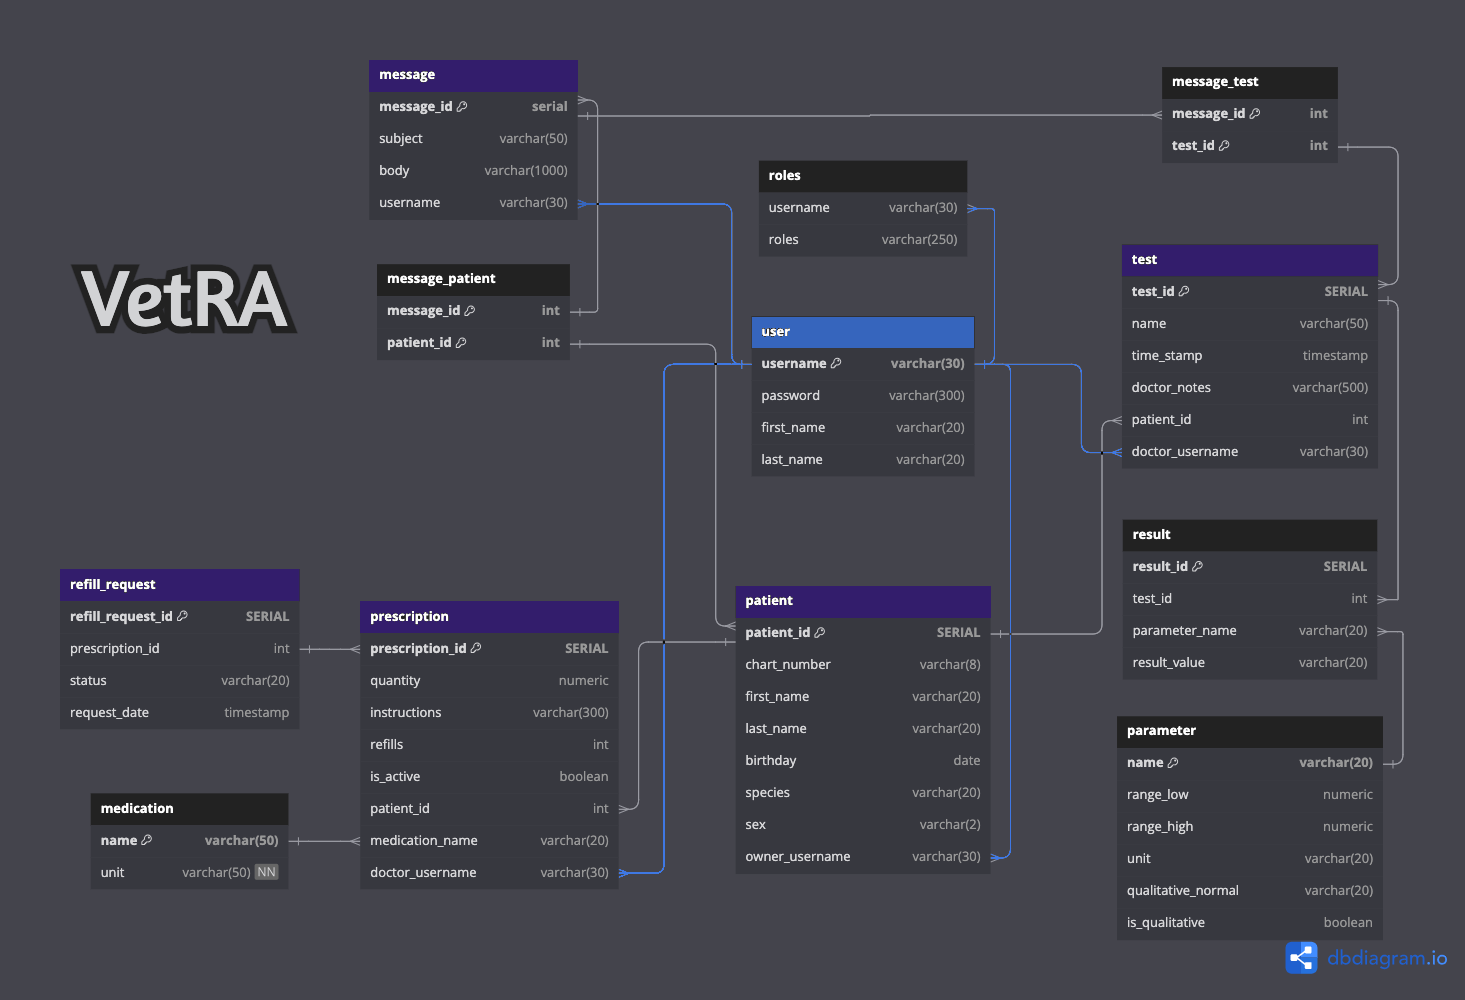 VetRA
message
message_id serial
subject varchar(50)
body varchar(1000)
username varchar(30)
message_test
message_id int
test_id int
roles
username varchar(30)
roles varchar(250)
message_patient
message_id int
patient_id int
user
username varchar(30)
password varchar(300)
first_name varchar(20)
last_name varchar(20)
test
test_id SERIAL
name varchar(50)
time_stamp timestamp
doctor_notes varchar(500)
patient_id int
doctor_username varchar(30)
result
result_id SERIAL
test_id int
parameter_name varchar(20)
result_value varchar(20)
refill_request
refill_request_id SERIAL
prescription_id int
status varchar(20)
request_date timestamp
prescription
prescription_id SERIAL
quantity numeric
instructions varchar(300)
refills int
is_active boolean
patient_id int
medication_name varchar(20)
doctor_username varchar(30)
patient
patient_id SERIAL
chart_number varchar(8)
first_name varchar(20)
last_name varchar(20)
birthday date
species varchar(20)
sex varchar(2)
owner_username varchar(30)
medication
name varchar(50)
unit varchar(50) NN
parameter
name varchar(20)
range_low numeric
range_high numeric
unit varchar(20)
qualitative_normal varchar(20)
is_qualitative boolean
dbdiagram.io